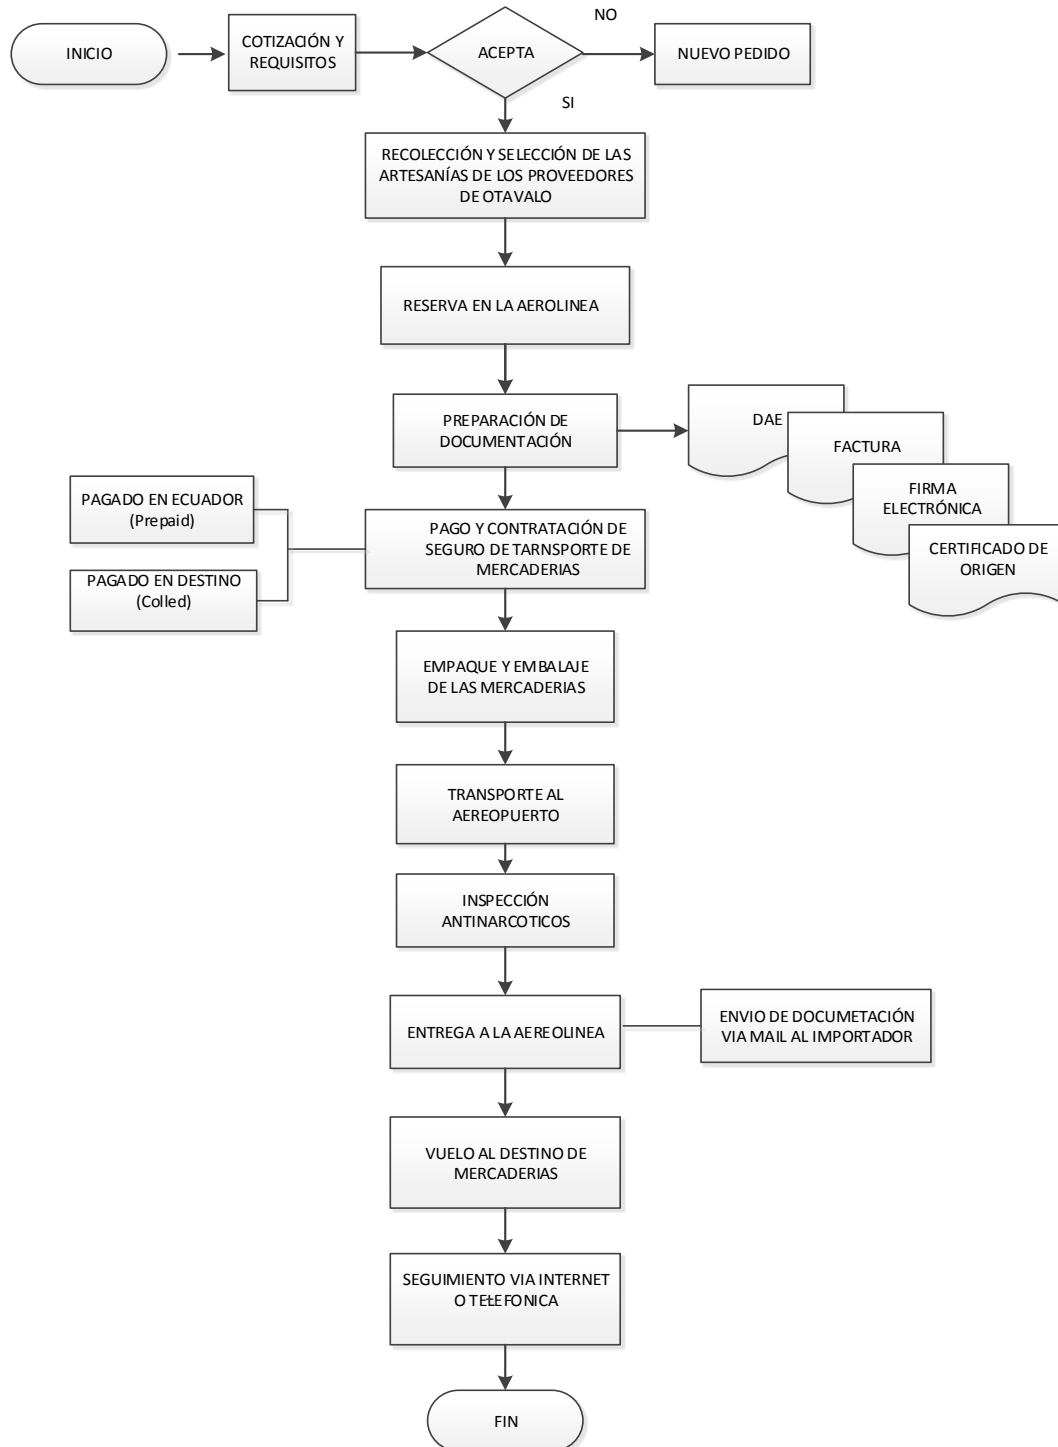 INICIO
COTIZACIÓN Y
REQUISITOS
ACEPTA
NO
NUEVO PEDIDO
SI
RECOLECCIÓN Y SELECCIÓN DE LAS
ARTESANÍAS DE LOS PROVEEDORES
DE OTAVALO
RESERVA EN LA AEROLINEA
PREPARACIÓN DE
DOCUMENTACIÓN
DAE
FACTURA
FIRMA
ELECTRÓNICA
CERTIFICADO DE
ORIGEN
PAGADO EN ECUADOR
(Prepaid)
PAGADO EN DESTINO
(Colled)
PAGO Y CONTRATACIÓN DE
SEGURO DE TARNSPORTE DE
MERCADERIAS
EMPAQUE Y EMBALAJE
DE LAS MERCADERIAS
TRANSPORTE AL
AEREOPUERTO
INSPECCIÓN
ANTINARCOTICOS
ENTREGA A LA AEREOLINEA
ENVIO DE DOCUMETACIÓN
VIA MAIL AL IMPORTADOR
VUELO AL DESTINO DE
MERCADERIAS
SEGUIMIENTO VIA INTERNET
O TELEFONICA
FIN